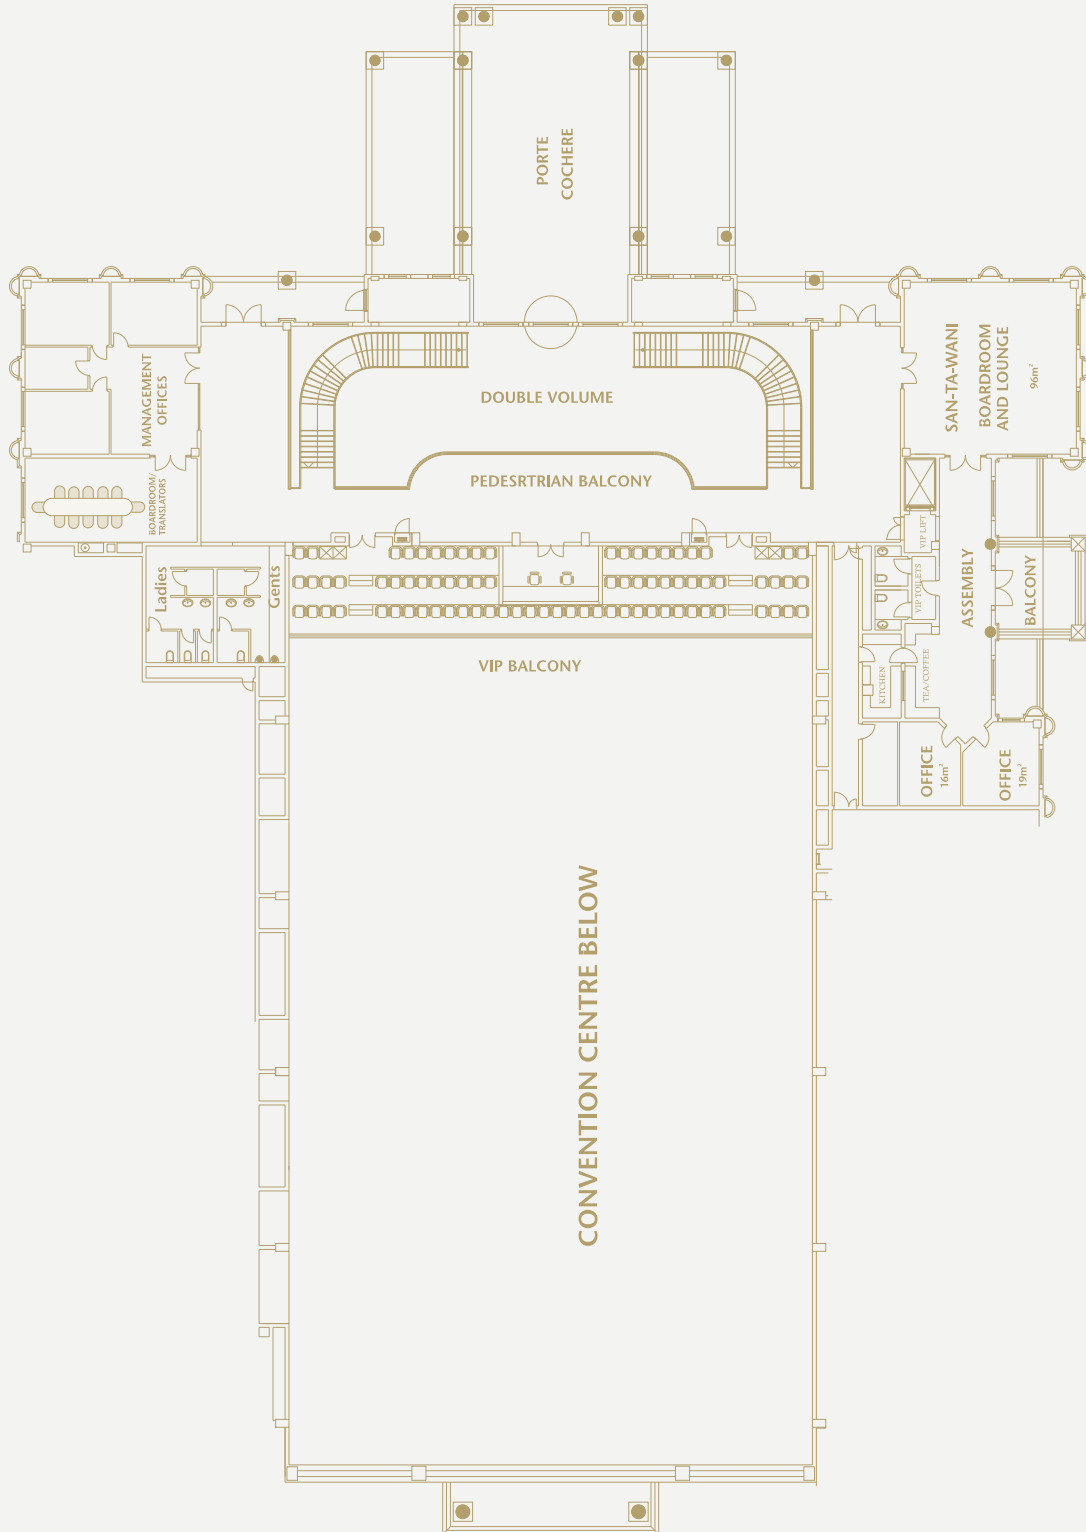 PORTE
COCHERE
DOUBLE VOLUME
PEDESRTRIAN BALCONY
MANAGEMENT
OFFICES
BOARDROOM/
TRANSLATORS
SAN-TA-WANI
BOARDROOM
AND LOUNGE
96m²
Ladies
Gents
VIP LIFT
VIP TOILETS
ASSEMBLY
BALCONY
KITCHEN
TEA/COFFEE
VIP BALCONY
OFFICE
16m²
OFFICE
19m²
CONVENTION CENTRE BELOW